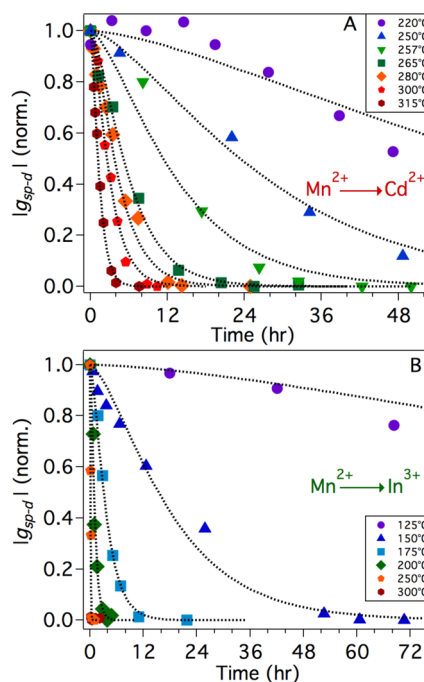 A
|g_sp-d| (norm.)
1.0
0.8
0.6
0.4
0.2
0.0
0 12 24 36 48
Time (hr)
220°C
250°C
257°C
265°C
280°C
300°C
315°C
Mn²⁺ ⟶ Cd²⁺
B
|g_sp-d| (norm.)
1.0
0.8
0.6
0.4
0.2
0.0
0 12 24 36 48 60 72
Time (hr)
Mn²⁺ ⟶ In³⁺
125°C
150°C
175°C
200°C
250°C
300°C